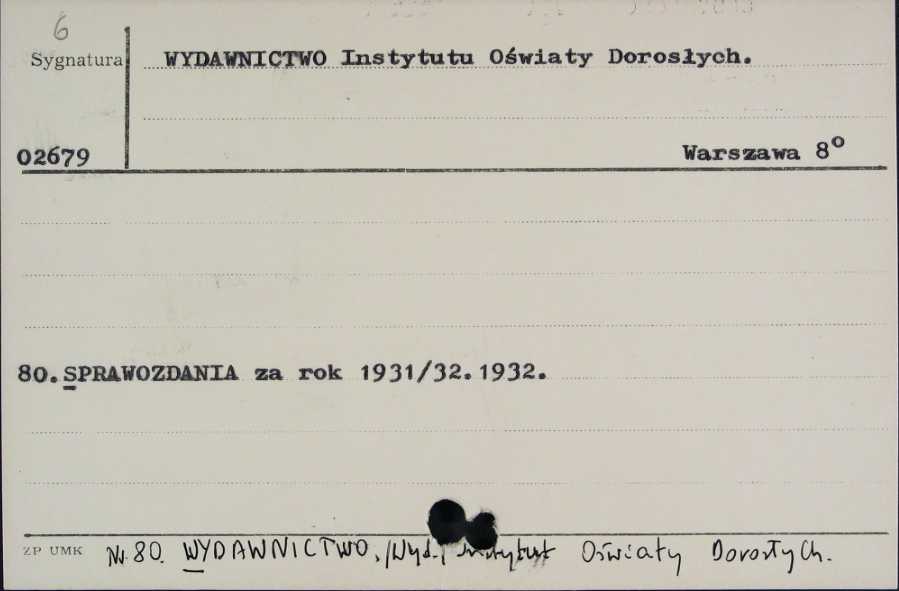 6
Sygnatura
WYDAWNICTWO Instytutu Oświaty Dorosłych.
02679
Warszawa 8º
80. SPRAWOZDANIA za rok 1931/32. 1932.
ZP UMK
Nr. 80. WYDAWNICTWO. /Wyd./ Instytut Oświaty Dorosłych.